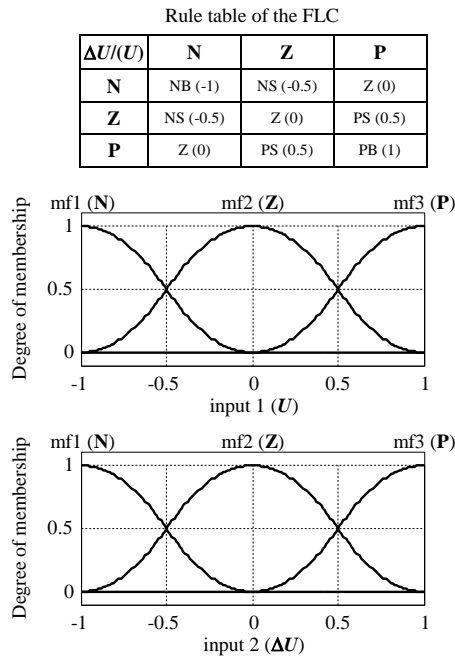 Rule table of the FLC
ΔU/(U) N Z P
N NB (-1) NS (-0.5) Z (0)
Z NS (-0.5) Z (0) PS (0.5)
P Z (0) PS (0.5) PB (1)
mf1 (N) mf2 (Z) mf3 (P)
Degree of membership
1
0.5
0
-1 -0.5 0 0.5 1
input 1 (U)
mf1 (N) mf2 (Z) mf3 (P)
Degree of membership
1
0.5
0
-1 -0.5 0 0.5 1
input 2 (ΔU)